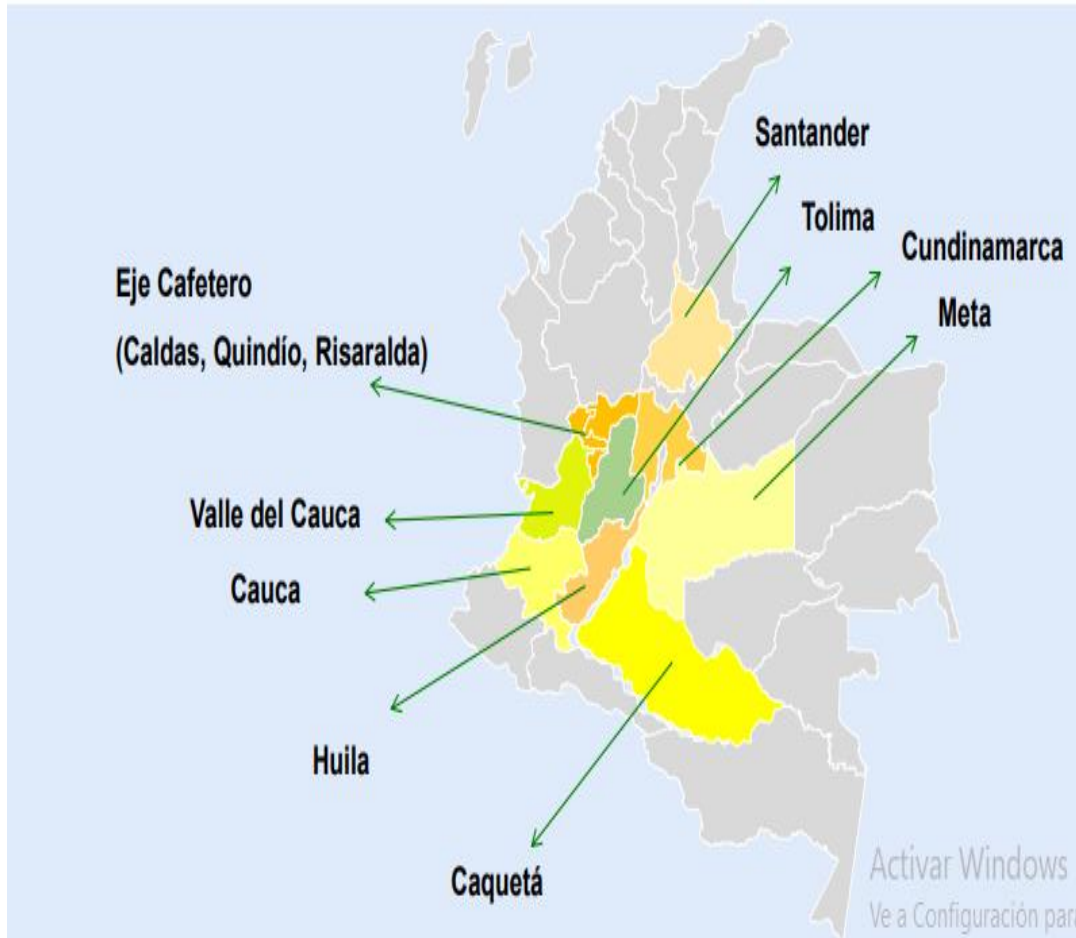 Santander
Tolima
Cundinamarca
Meta
Eje Cafetero
(Caldas, Quindío, Risaralda)
Valle del Cauca
Cauca
Huila
Caquetá
Activar Windows
Ve a Configuración para